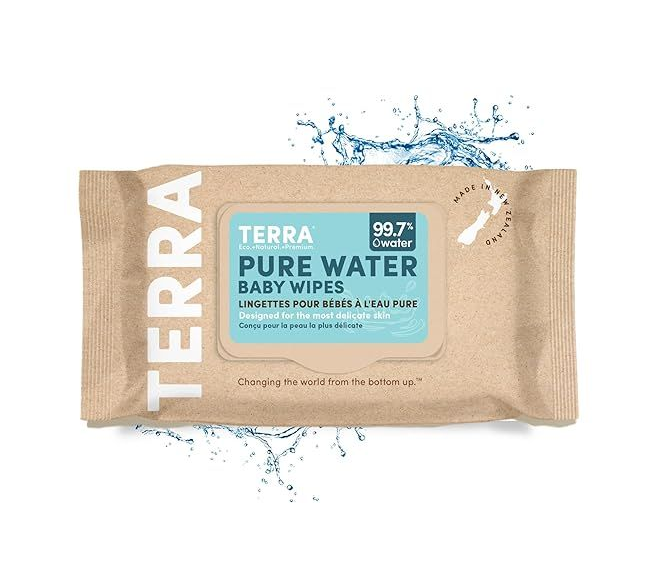 TERRA
TERRA
Eco.+Natural.+Premium.
99.7%
water
PURE WATER
BABY WIPES
LINGETTES POUR BÉBÉS À L'EAU PURE
Designed for the most delicate skin
Conçu pour la peau la plus délicate
Changing the world from the bottom up.™
MADE IN NEW ZEALAND